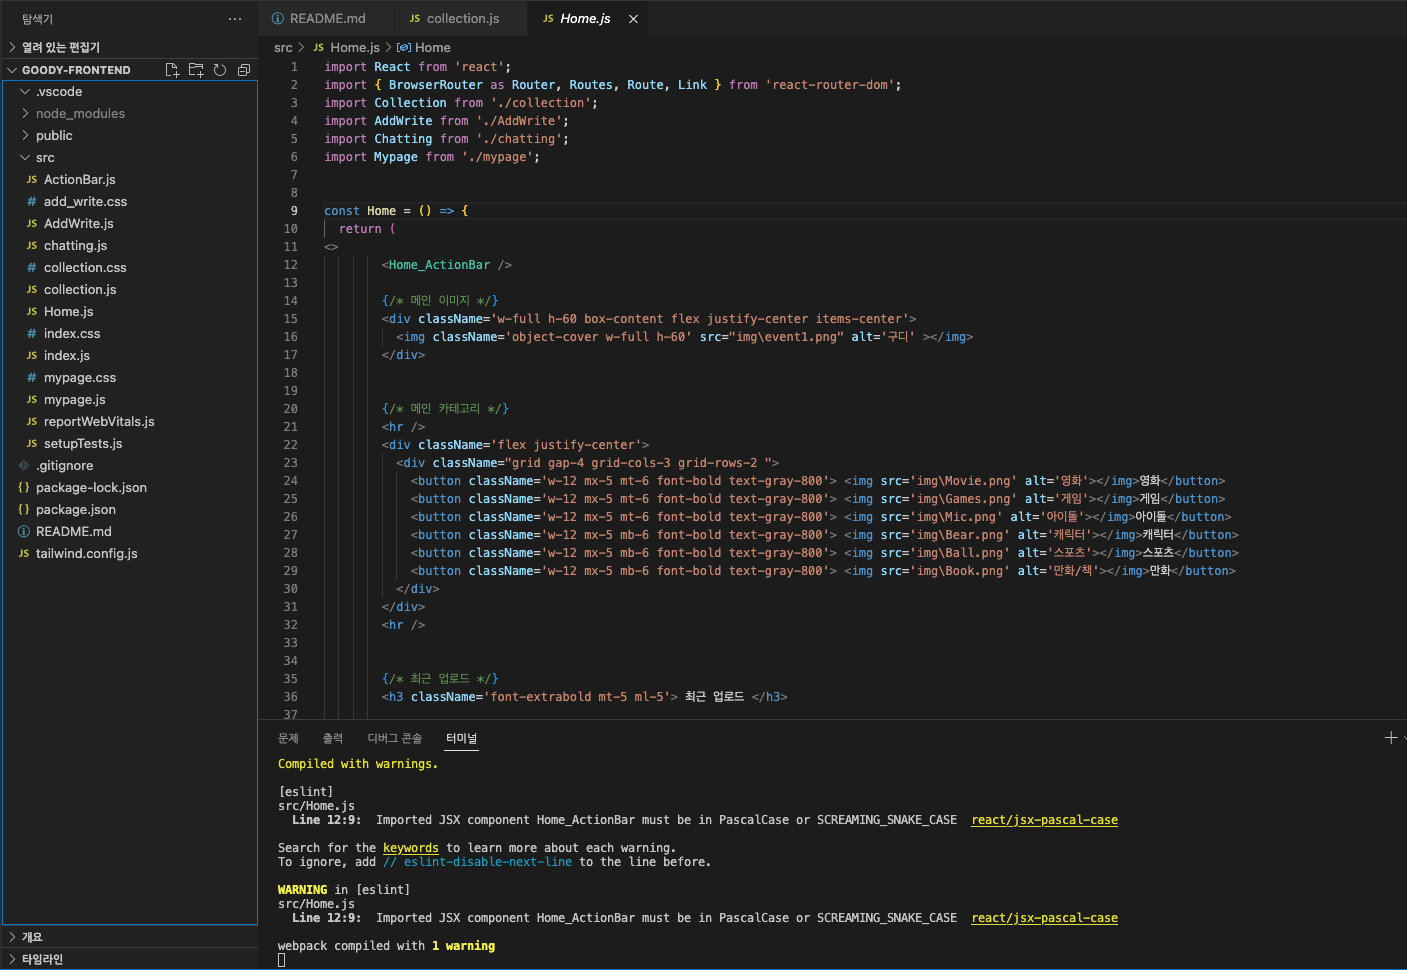 탐색기
열려 있는 편집기
GOODY-FRONTEND
.vscode
node_modules
public
src
JS ActionBar.js
# add_write.css
JS AddWrite.js
JS chatting.js
# collection.css
JS collection.js
JS Home.js
# index.css
JS index.js
# mypage.css
JS mypage.js
JS reportWebVitals.js
JS setupTests.js
.gitignore
{} package-lock.json
{} package.json
README.md
JS tailwind.config.js
개요
타임라인
README.md
JS collection.js
JS Home.js
src > JS Home.js > Home
1 import React from 'react';
2 import { BrowserRouter as Router, Routes, Route, Link } from 'react-router-dom';
3 import Collection from './collection';
4 import AddWrite from './AddWrite';
5 import Chatting from './chatting';
6 import Mypage from './mypage';
7
8
9 const Home = () => {
10 return (
11 <>
12 <Home_ActionBar />
13
14 {/* 메인 이미지 */}
15 <div className='w-full h-60 box-content flex justify-center items-center'>
16 <img className='object-cover w-full h-60' src="img\event1.png" alt='구디' ></img>
17 </div>
18
19
20 {/* 메인 카테고리 */}
21 <hr />
22 <div className='flex justify-center'>
23 <div className="grid gap-4 grid-cols-3 grid-rows-2 ">
24 <button className='w-12 mx-5 mt-6 font-bold text-gray-800'> <img src='img\Movie.png' alt='영화'></img>영화</button>
25 <button className='w-12 mx-5 mt-6 font-bold text-gray-800'> <img src='img\Games.png' alt='게임'></img>게임</button>
26 <button className='w-12 mx-5 mt-6 font-bold text-gray-800'> <img src='img\Mic.png' alt='아이돌'></img>아이돌</button>
27 <button className='w-12 mx-5 mb-6 font-bold text-gray-800'> <img src='img\Bear.png' alt='캐릭터'></img>캐릭터</button>
28 <button className='w-12 mx-5 mb-6 font-bold text-gray-800'> <img src='img\Ball.png' alt='스포츠'></img>스포츠</button>
29 <button className='w-12 mx-5 mb-6 font-bold text-gray-800'> <img src='img\Book.png' alt='만화/책'></img>만화</button>
30 </div>
31 </div>
32 <hr />
33
34
35 {/* 최근 업로드 */}
36 <h3 className='font-extrabold mt-5 ml-5'> 최근 업로드 </h3>
37
문제 출력 디버그 콘솔 터미널
Compiled with warnings.
[eslint]
src/Home.js
Line 12:9: Imported JSX component Home_ActionBar must be in PascalCase or SCREAMING_SNAKE_CASE react/jsx-pascal-case
Search for the keywords to learn more about each warning.
To ignore, add // eslint-disable-next-line to the line before.
WARNING in [eslint]
src/Home.js
Line 12:9: Imported JSX component Home_ActionBar must be in PascalCase or SCREAMING_SNAKE_CASE react/jsx-pascal-case
webpack compiled with 1 warning